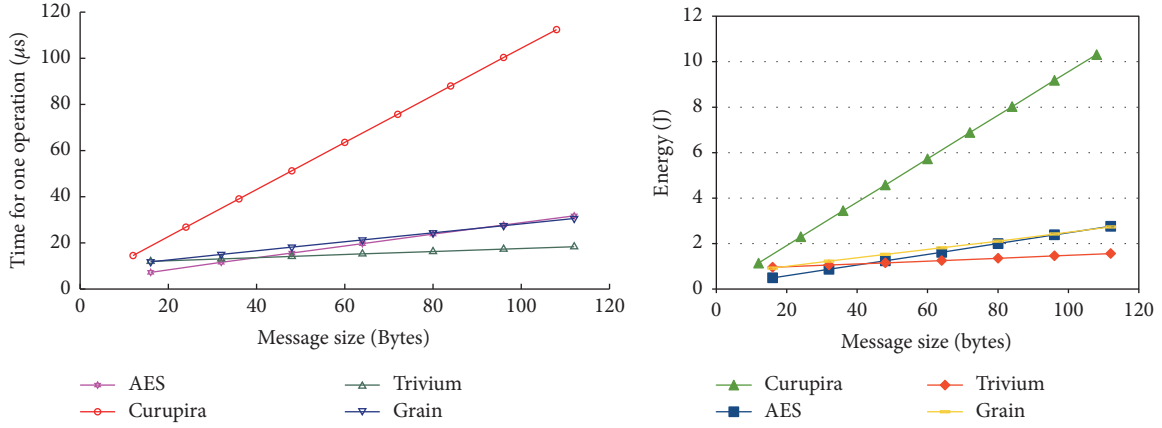 120
100
80
60
40
20
0
Time for one operation (μs)
0 20 40 60 80 100 120
Message size (Bytes)
AES
Curupira
Trivium
Grain
12
10
8
6
4
2
0
Energy (J)
0 20 40 60 80 100 120
Message size (bytes)
Curupira
AES
Trivium
Grain